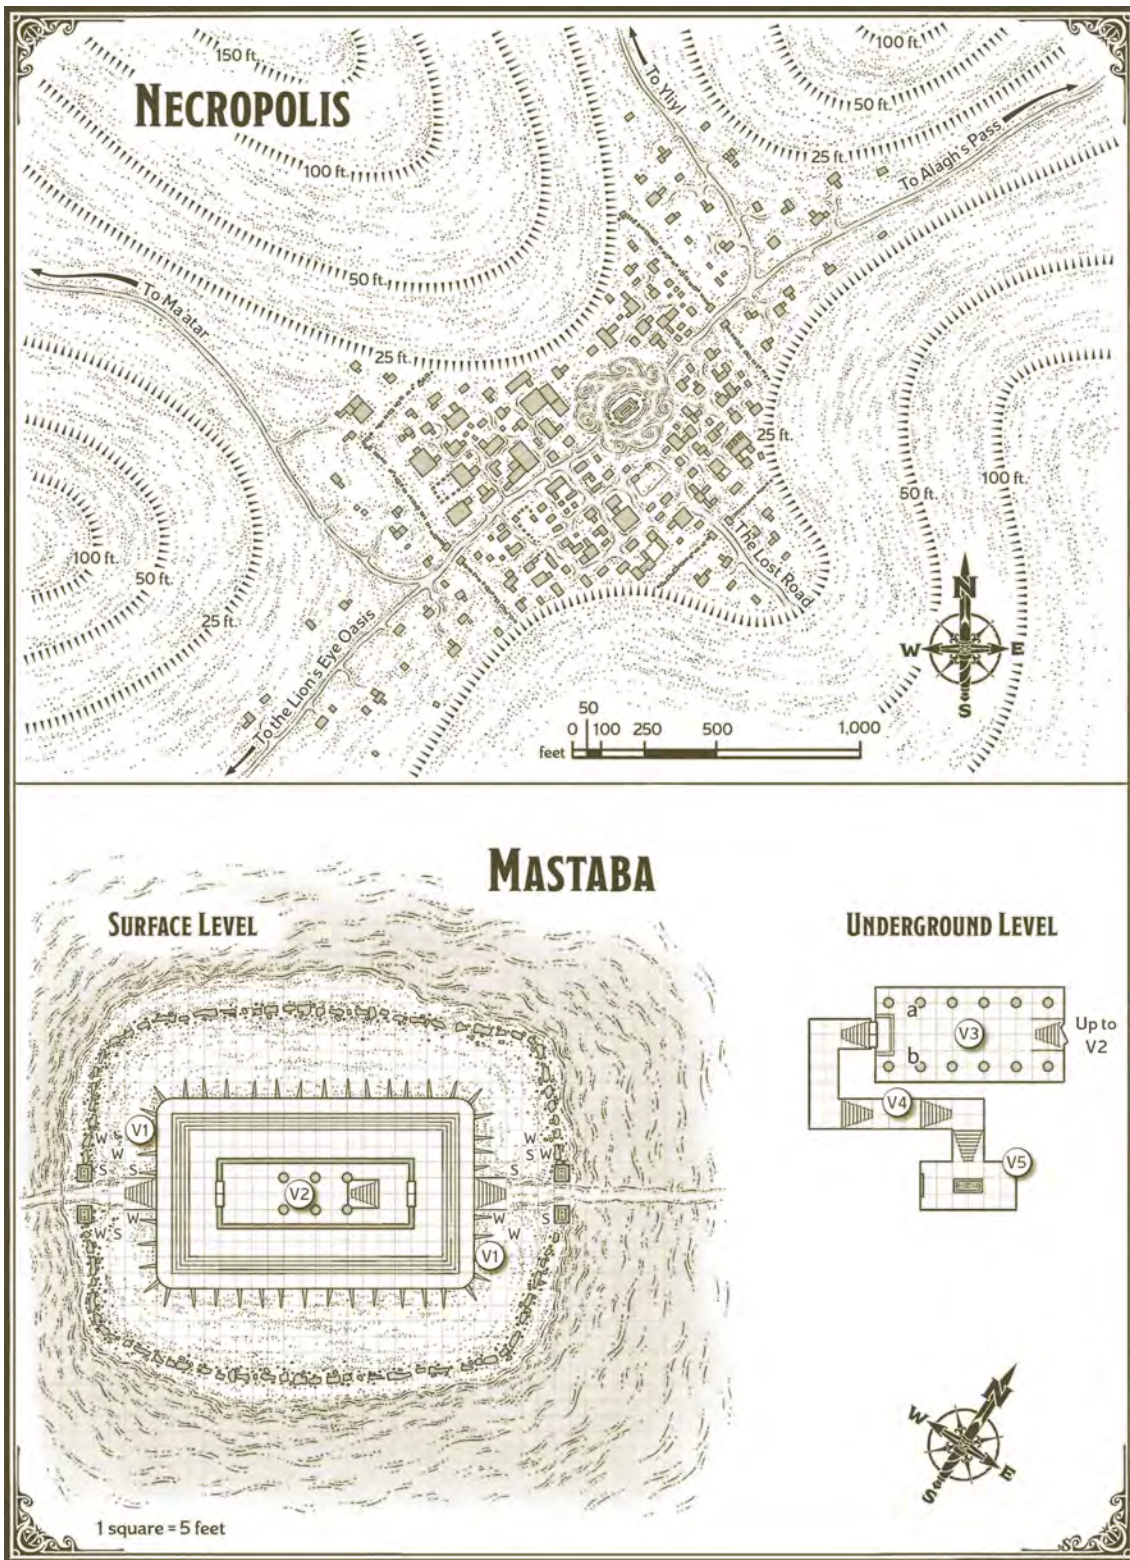 NECROPOLIS
150 ft.
100 ft.
50 ft.
25 ft.
100 ft.
50 ft.
25 ft.
To Yliyl
To Alagh's Pass
To Ma'atar
100 ft.
50 ft.
25 ft.
25 ft.
50 ft.
100 ft.
The Lost Road
To the Lion's Eye Oasis
N
W E
S
50
0 100 250 500 1,000
feet
MASTABA
SURFACE LEVEL
V1
W
W
S S
W
W S
V2
W
S W
S
W S
W
V1
UNDERGROUND LEVEL
a
V3
b
Up to
V2
V4
V5
N
W
E
S
1 square = 5 feet